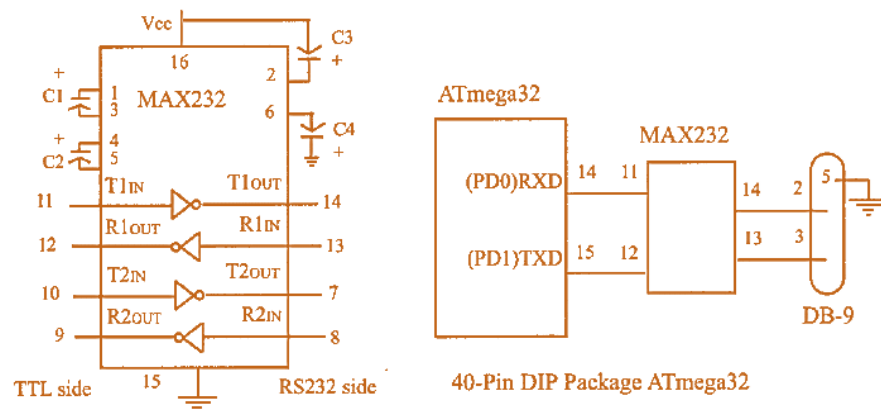 Vcc
C3
+
16
2
+
C1
1
3
MAX232
6
+
C2
4
5
C4
+
11
T1IN
T1OUT
14
12
R1OUT
R1IN
13
10
T2IN
T2OUT
7
9
R2OUT
R2IN
8
TTL side
15
RS232 side
ATmega32
MAX232
(PD0)RXD
14
11
14
2
5
(PD1)TXD
15
12
13
3
DB-9
40-Pin DIP Package ATmega32